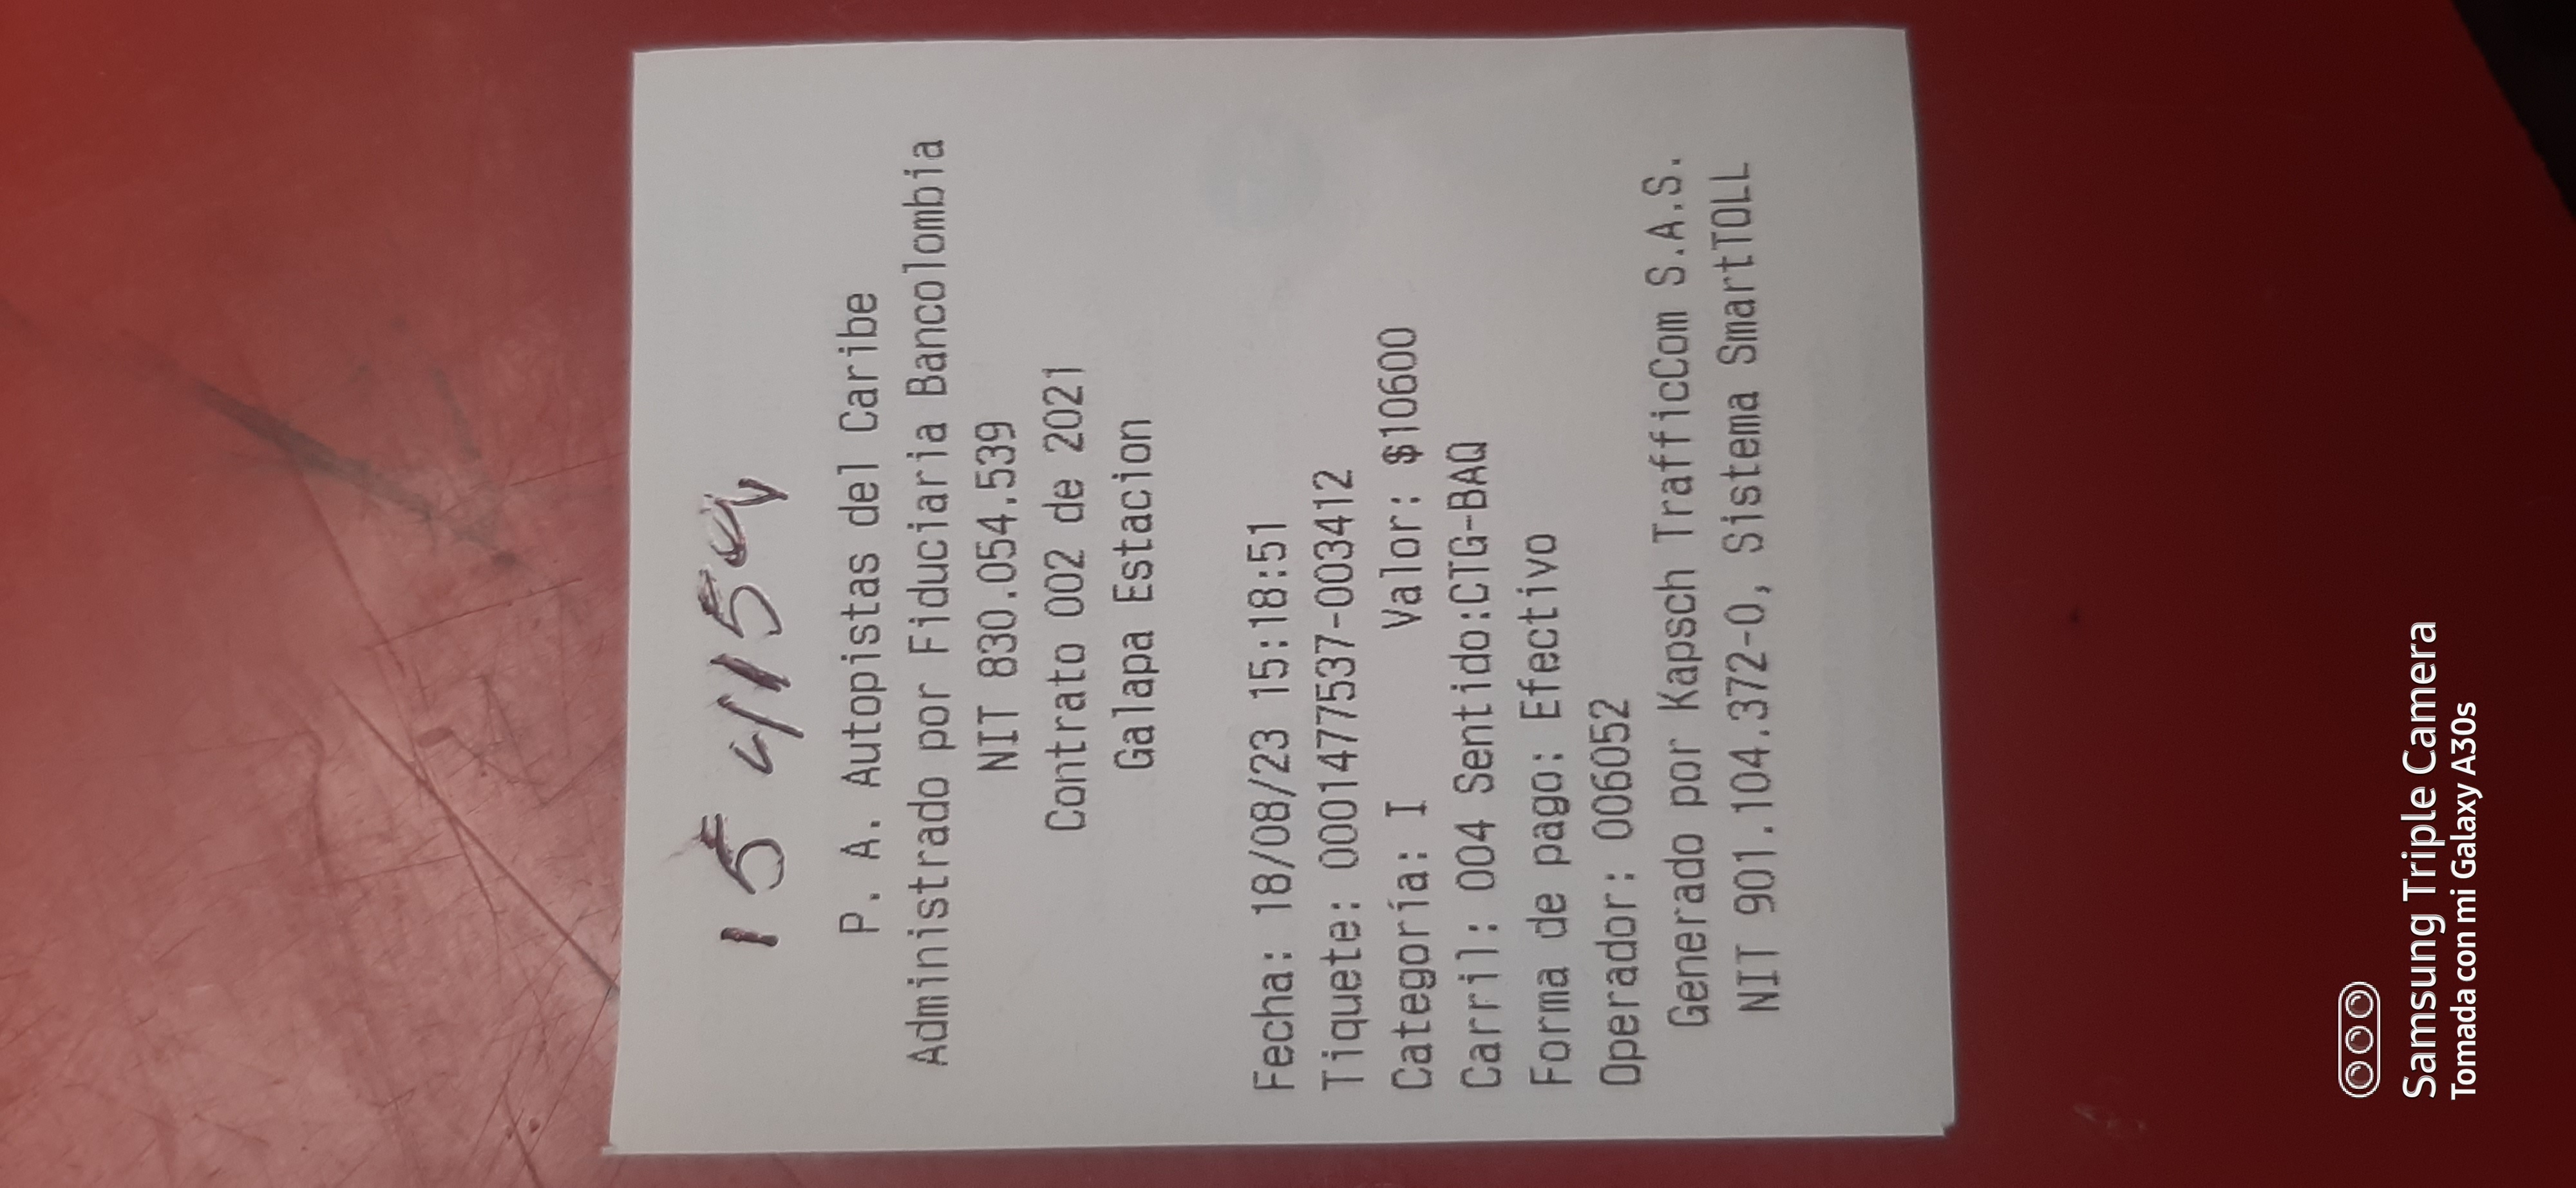 P. A. Autopistas del Caribe
Administrado por Fiduciaria Bancolombia
NIT 830.054.539
Contrato 002 de 2021
Galapa Estacion
Fecha: 18/08/23 15:18:51
Tiquete: 0001477537-003412
Categoría: I Valor: $10600
Carril: 004 Sentido:CTG-BAQ
Forma de pago: Efectivo
Operador: 006052
Generado por Kapsch TrafficCom S.A.S.
NIT 901.104.372-0, Sistema SmartTOLL
Samsung Triple Camera
Tomada con mi Galaxy A30s